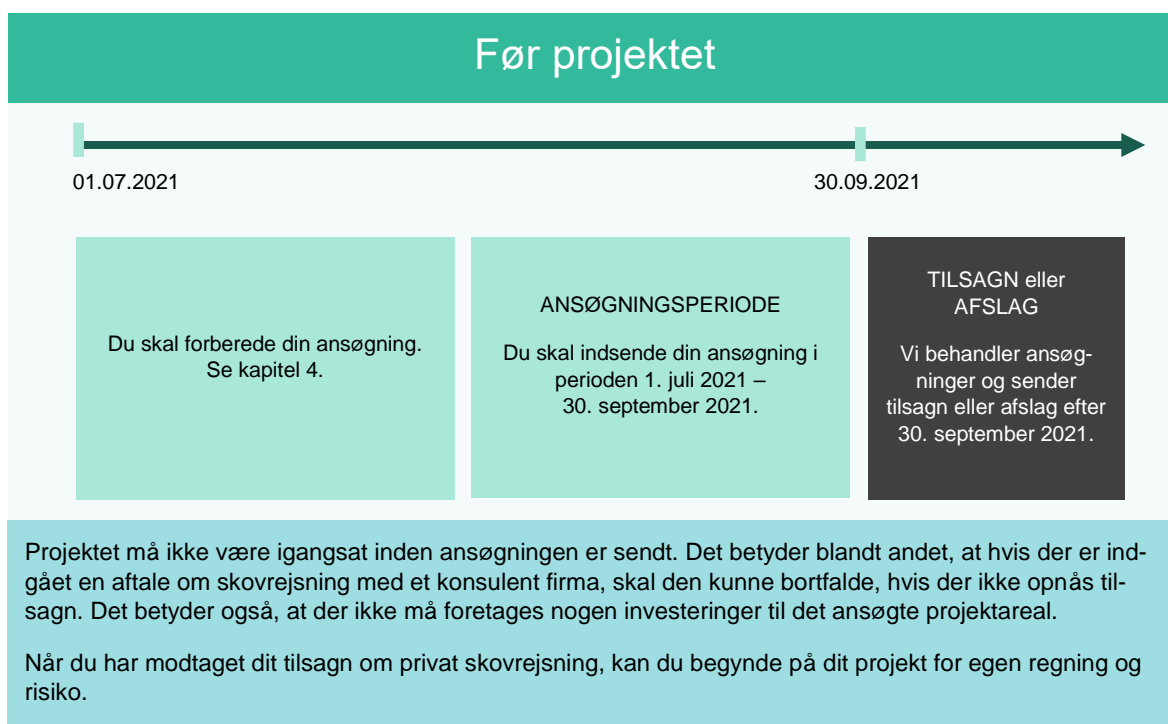 Før projektet
01.07.2021
30.09.2021
Du skal forberede din ansøgning.
Se kapitel 4.
ANSØGNINGSPERIODE
Du skal indsende din ansøgning i
perioden 1. juli 2021 –
30. september 2021.
TILSAGN eller
AFSLAG
Vi behandler ansøg-
ninger og sender
tilsagn eller afslag efter
30. september 2021.
Projektet må ikke være igangsat inden ansøgningen er sendt. Det betyder blandt andet, at hvis der er ind-
gået en aftale om skovrejsning med et konsulent firma, skal den kunne bortfalde, hvis der ikke opnås til-
sagn. Det betyder også, at der ikke må foretages nogen investeringer til det ansøgte projektareal.
Når du har modtaget dit tilsagn om privat skovrejsning, kan du begynde på dit projekt for egen regning og
risiko.